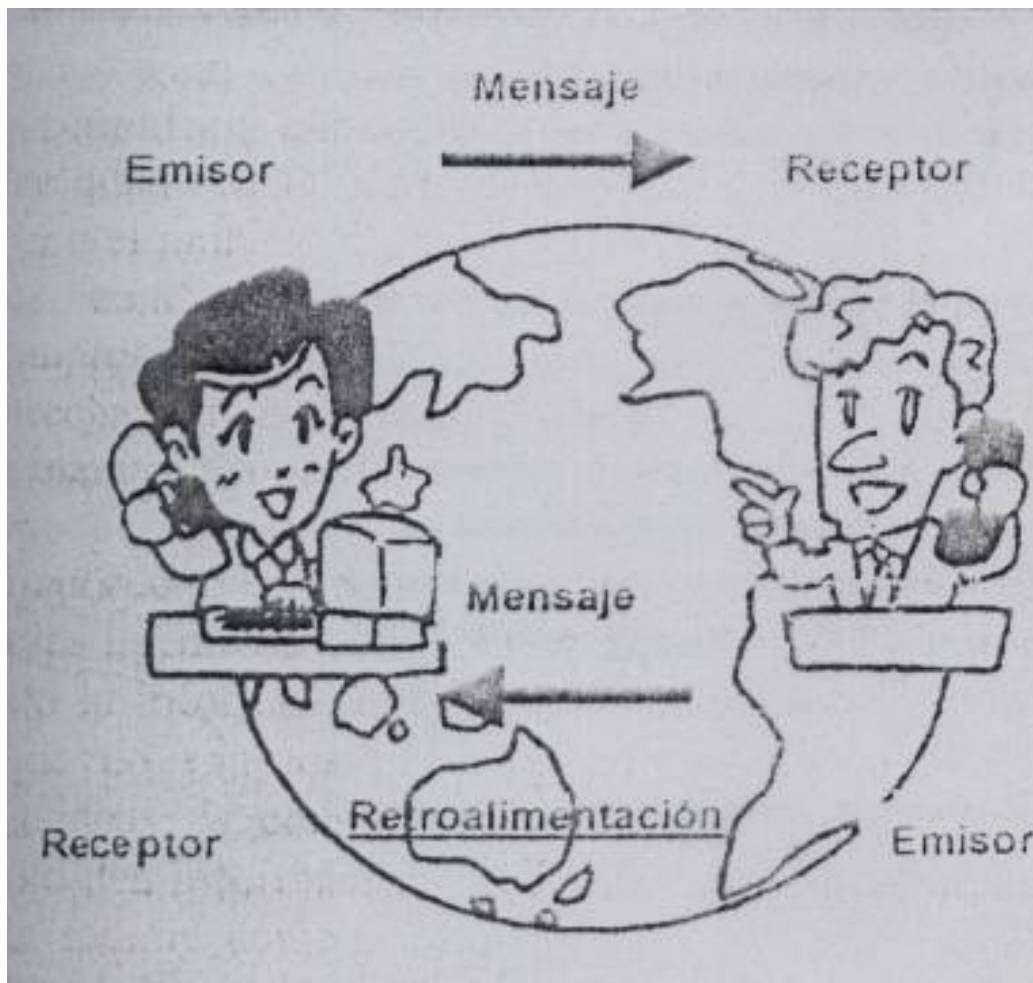 Mensaje
Emisor
Receptor
Mensaje
Retroalimentación
Receptor
Emisor